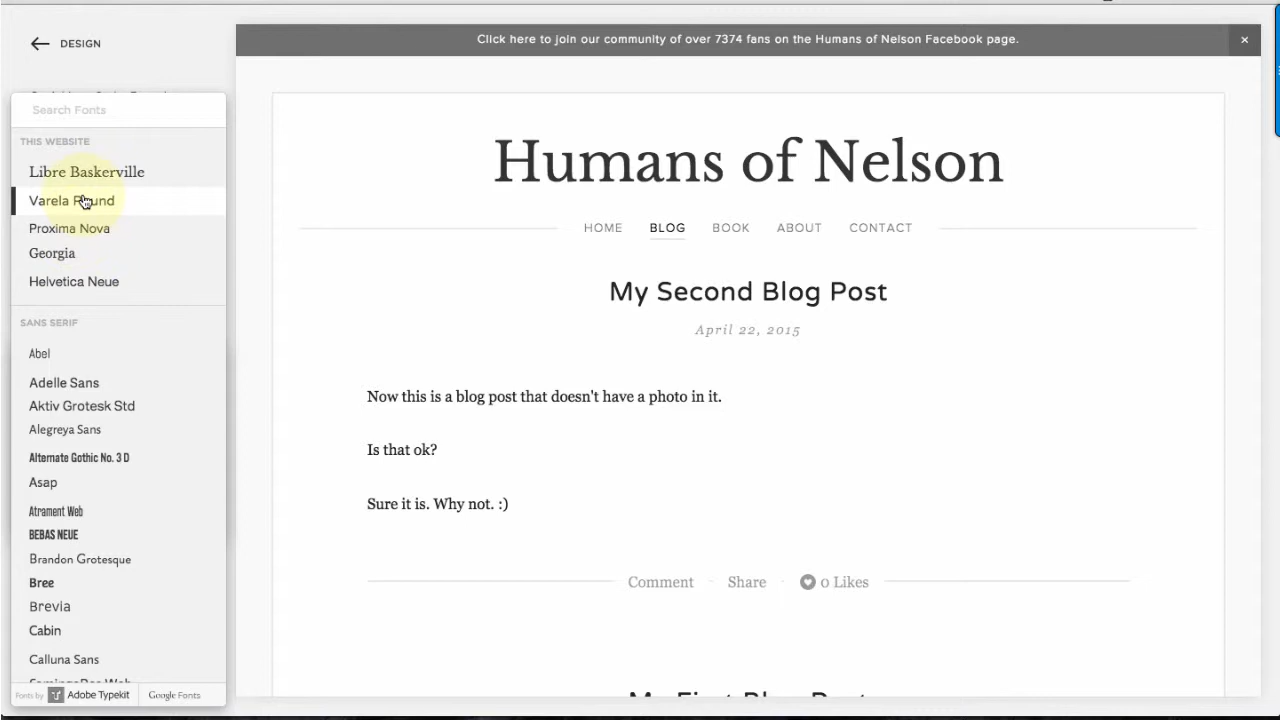 DESIGN
Search Fonts
THIS WEBSITE
Libre Baskerville
Varela Round
Proxima Nova
Georgia
Helvetica Neue
SANS SERIF
Abel
Adelle Sans
Aktiv Grotesk Std
Alegreya Sans
Alternate Gothic No. 3 D
Asap
Atrament Web
BEBAS NEUE
Brandon Grotesque
Bree
Brevia
Cabin
Calluna Sans
Fonts by Adobe Typekit Google Fonts
Click here to join our community of over 7374 fans on the Humans of Nelson Facebook page. ×
Humans of Nelson
HOME BLOG BOOK ABOUT CONTACT
My Second Blog Post
April 22, 2015
Now this is a blog post that doesn't have a photo in it.
Is that ok?
Sure it is. Why not. :)
Comment Share 0 Likes
My First Blog Post